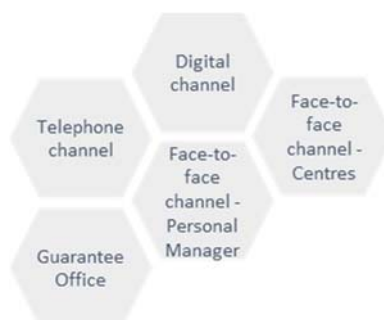 Digital
channel
Telephone
channel
Face-to-
face
channel -
Centres
Face-to-
face
channel -
Personal
Manager
Guarantee
Office